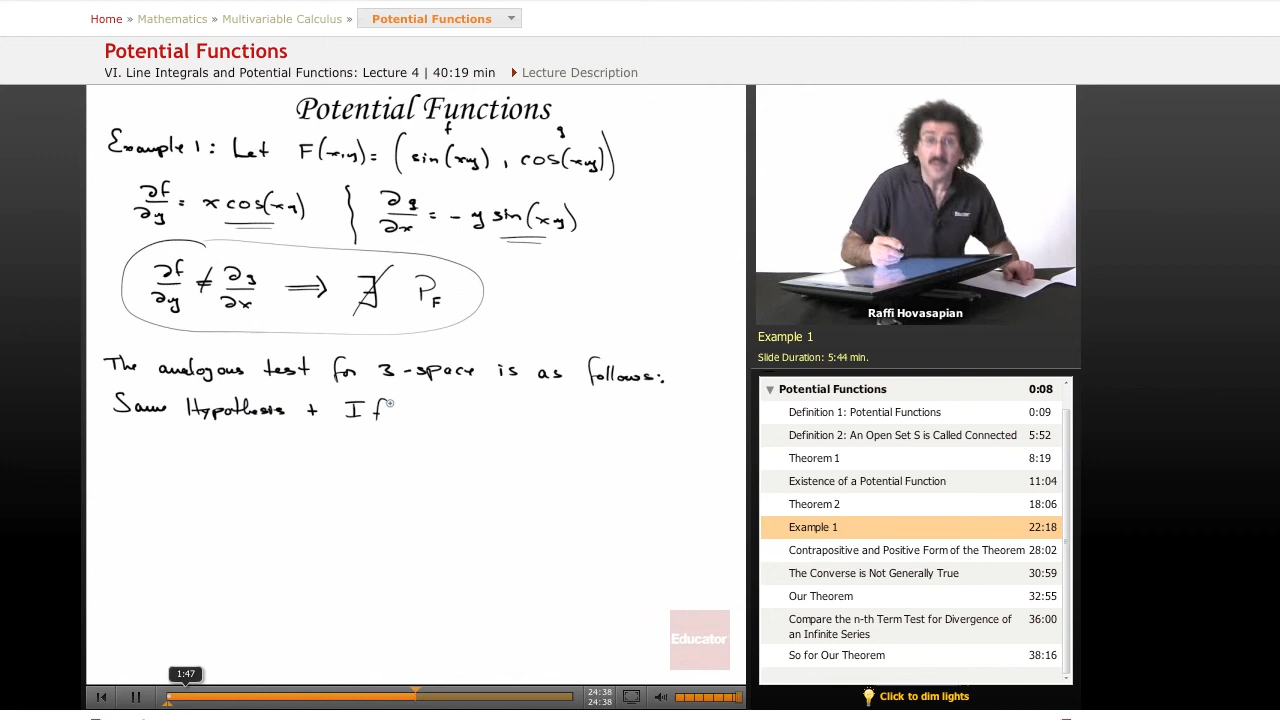 Home » Mathematics » Multivariable Calculus » Potential Functions
Potential Functions
VI. Line Integrals and Potential Functions: Lecture 4 | 40:19 min Lecture Description
Potential Functions
f g
Example 1: Let F(x,y) = (sin(xy), cos(xy))
∂f/∂y = x cos(xy) ∂g/∂x = - y sin(xy)
∂f/∂y ≠ ∂g/∂x ⟹ ∄ P_F
The analogous test for 3-space is as follows:
Same Hypothesis + If
Educator
Raffi Hovasapian
Example 1
Slide Duration: 5:44 min.
Potential Functions 0:08
Definition 1: Potential Functions 0:09
Definition 2: An Open Set S is Called Connected 5:52
Theorem 1 8:19
Existence of a Potential Function 11:04
Theorem 2 18:06
Example 1 22:18
Contrapositive and Positive Form of the Theorem 28:02
The Converse is Not Generally True 30:59
Our Theorem 32:55
Compare the n-th Term Test for Divergence of 36:00
an Infinite Series
So for Our Theorem 38:16
1:47
24:38
24:38
Click to dim lights